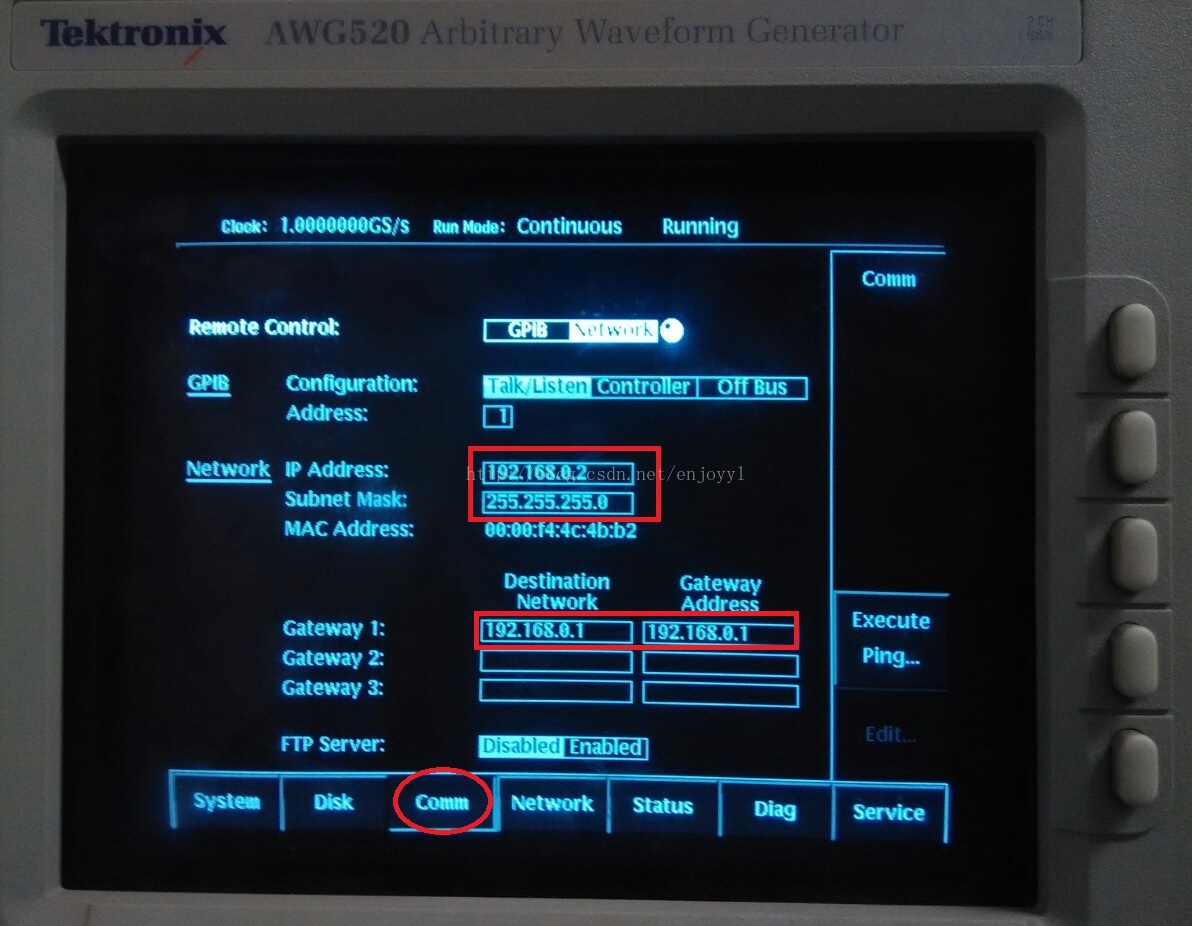 Tektronix AWG520 Arbitrary Waveform Generator
2 CH
Clock: 1.0000000GS/s Run Mode: Continuous Running
Comm
Remote Control: GPIB Network
GPIB Configuration: Talk/Listen Controller Off Bus
Address: 1
Network IP Address: 192.168.0.2
Subnet Mask: 255.255.255.0
MAC Address: 00:00:f4:4c:4b:b2
Destination Network Gateway Address
Gateway 1: 192.168.0.1 192.168.0.1
Gateway 2:
Gateway 3:
Execute
Ping...
Edit...
FTP Server: Disabled Enabled
System Disk Comm Network Status Diag Service